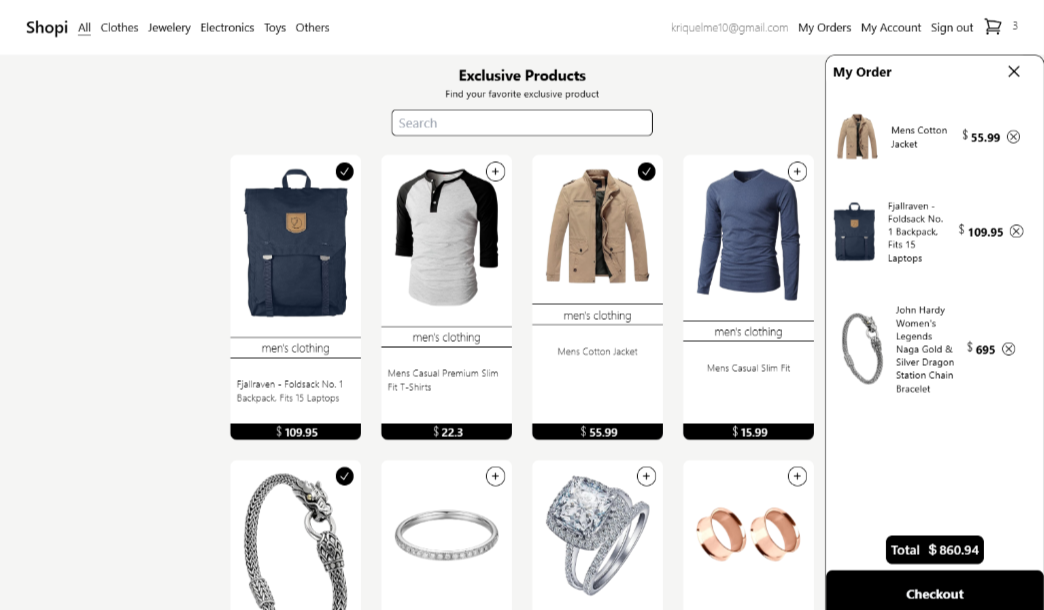 Shopi All Clothes Jewelery Electronics Toys Others kriquelme10@gmail.com My Orders My Account Sign out 3
Exclusive Products
Find your favorite exclusive product
Search
men's clothing
Fjallraven - Foldsack No. 1
Backpack, Fits 15 Laptops
$ 109.95
men's clothing
Mens Casual Premium Slim
Fit T-Shirts
$ 22.3
men's clothing
Mens Cotton Jacket
$ 55.99
men's clothing
Mens Casual Slim Fit
$ 15.99
My Order
Mens Cotton
Jacket
$ 55.99
Fjallraven -
Foldsack No.
1 Backpack,
Fits 15
Laptops
$ 109.95
John Hardy
Women's
Legends
Naga Gold &
Silver Dragon
Station Chain
Bracelet
$ 695
Total $ 860.94
Checkout